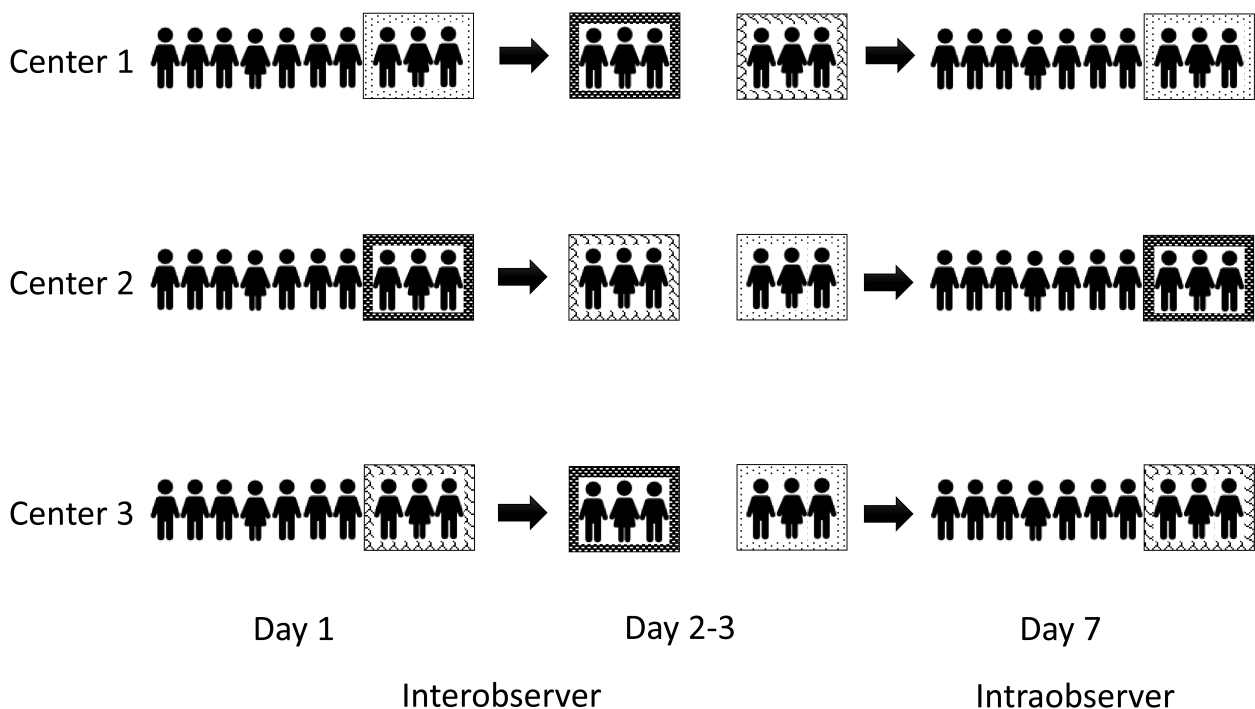 Center 1
Center 2
Center 3
Day 1
Day 2-3
Day 7
Interobserver
Intraobserver